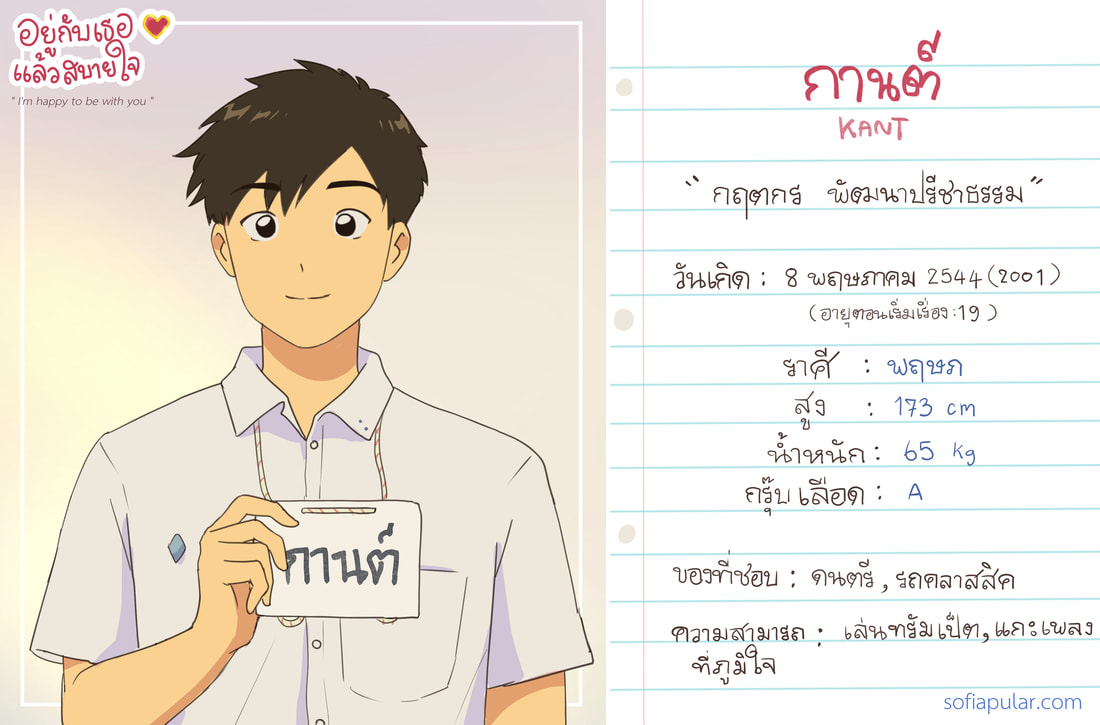 อยู่กับเธอ
แล้วสบายใจ
" I'm happy to be with you "
กานต์
กานต์
KANT
“กฤตกร พัฒนาปรีชาธรรม”
วันเกิด : 8 พฤษภาคม 2544 (2001)
(อายุตอนเริ่มเรื่อง : 19 )
ราศี : พฤษภ
สูง : 173 cm
น้ำหนัก : 65 kg
กรุ๊บเลือด : A
ของที่ชอบ : ดนตรี, รถคลาสสิค
ความสามารถ : เล่นทรัมเป็ต, แกะเพลง
ที่ภูมิใจ
sofiapular.com